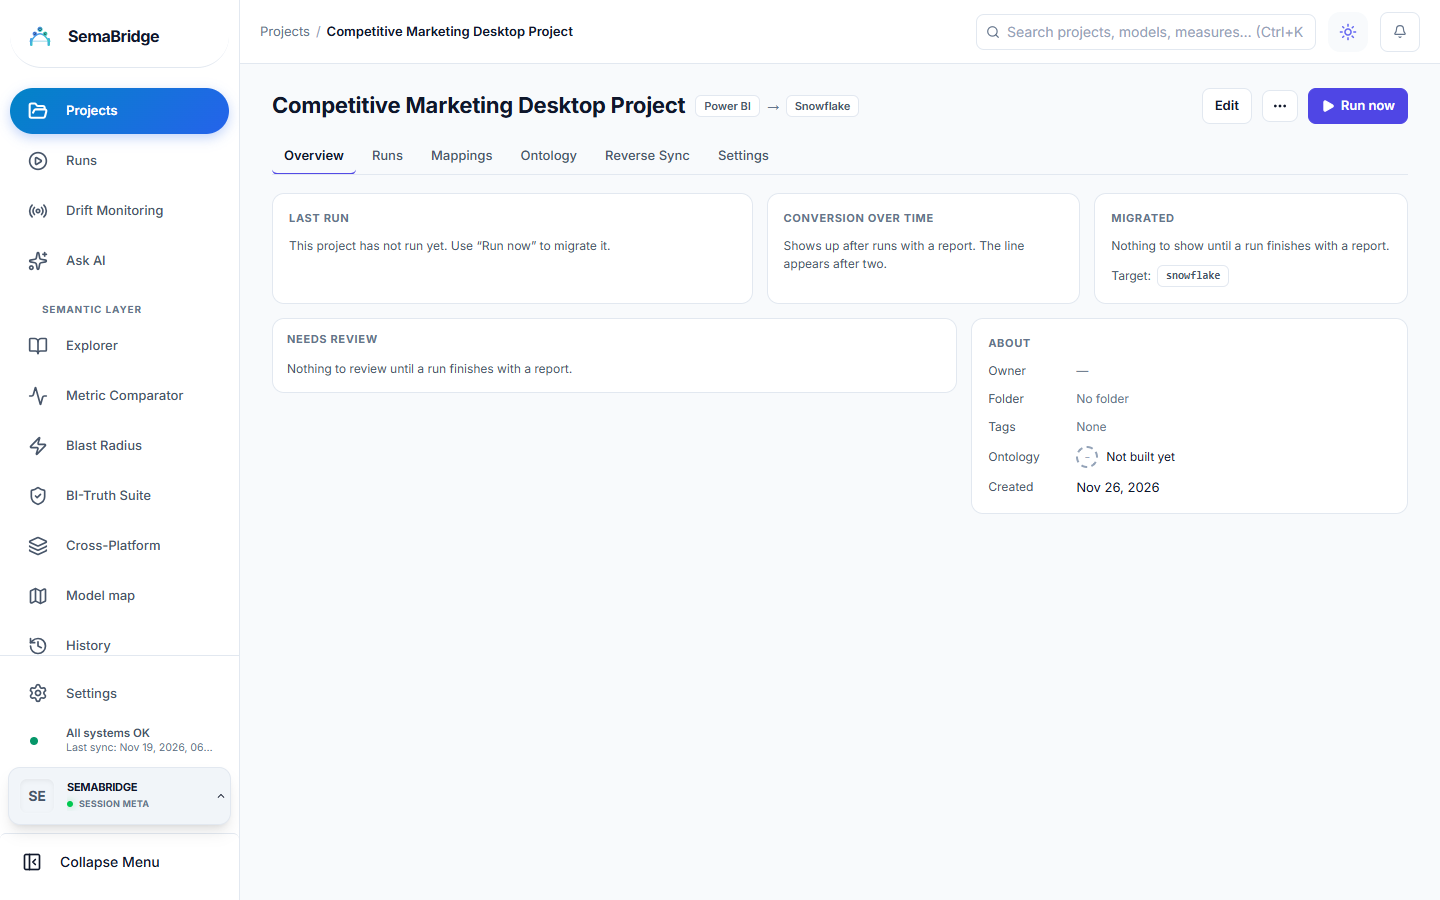 SemaBridge
Projects
Runs
Drift Monitoring
Ask AI
SEMANTIC LAYER
Explorer
Metric Comparator
Blast Radius
BI-Truth Suite
Cross-Platform
Model map
History
Settings
All systems OK
Last sync: Nov 19, 2026, 06...
SE
SEMABRIDGE
SESSION META
Collapse Menu
Projects / Competitive Marketing Desktop Project
Search projects, models, measures... (Ctrl+K
Competitive Marketing Desktop Project
Power BI → Snowflake
Edit
Run now
Overview Runs Mappings Ontology Reverse Sync Settings
LAST RUN
This project has not run yet. Use “Run now” to migrate it.
CONVERSION OVER TIME
Shows up after runs with a report. The line
appears after two.
MIGRATED
Nothing to show until a run finishes with a report.
Target: snowflake
NEEDS REVIEW
Nothing to review until a run finishes with a report.
ABOUT
Owner —
Folder No folder
Tags None
Ontology - Not built yet
Created Nov 26, 2026